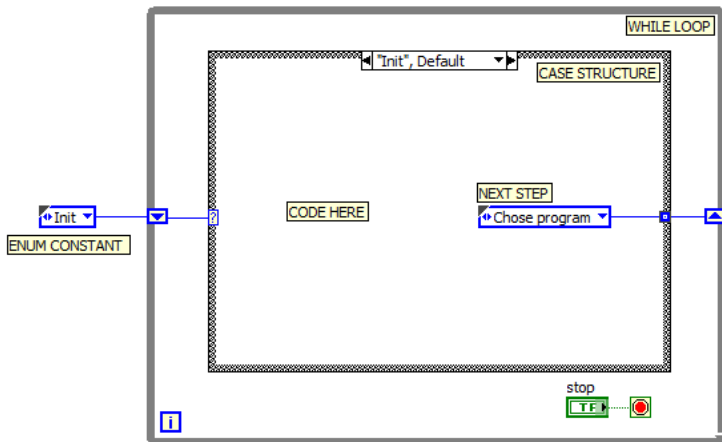 WHILE LOOP
"Init", Default
CASE STRUCTURE
NEXT STEP
Init
CODE HERE
Chose program
?
ENUM CONSTANT
stop
TF
i